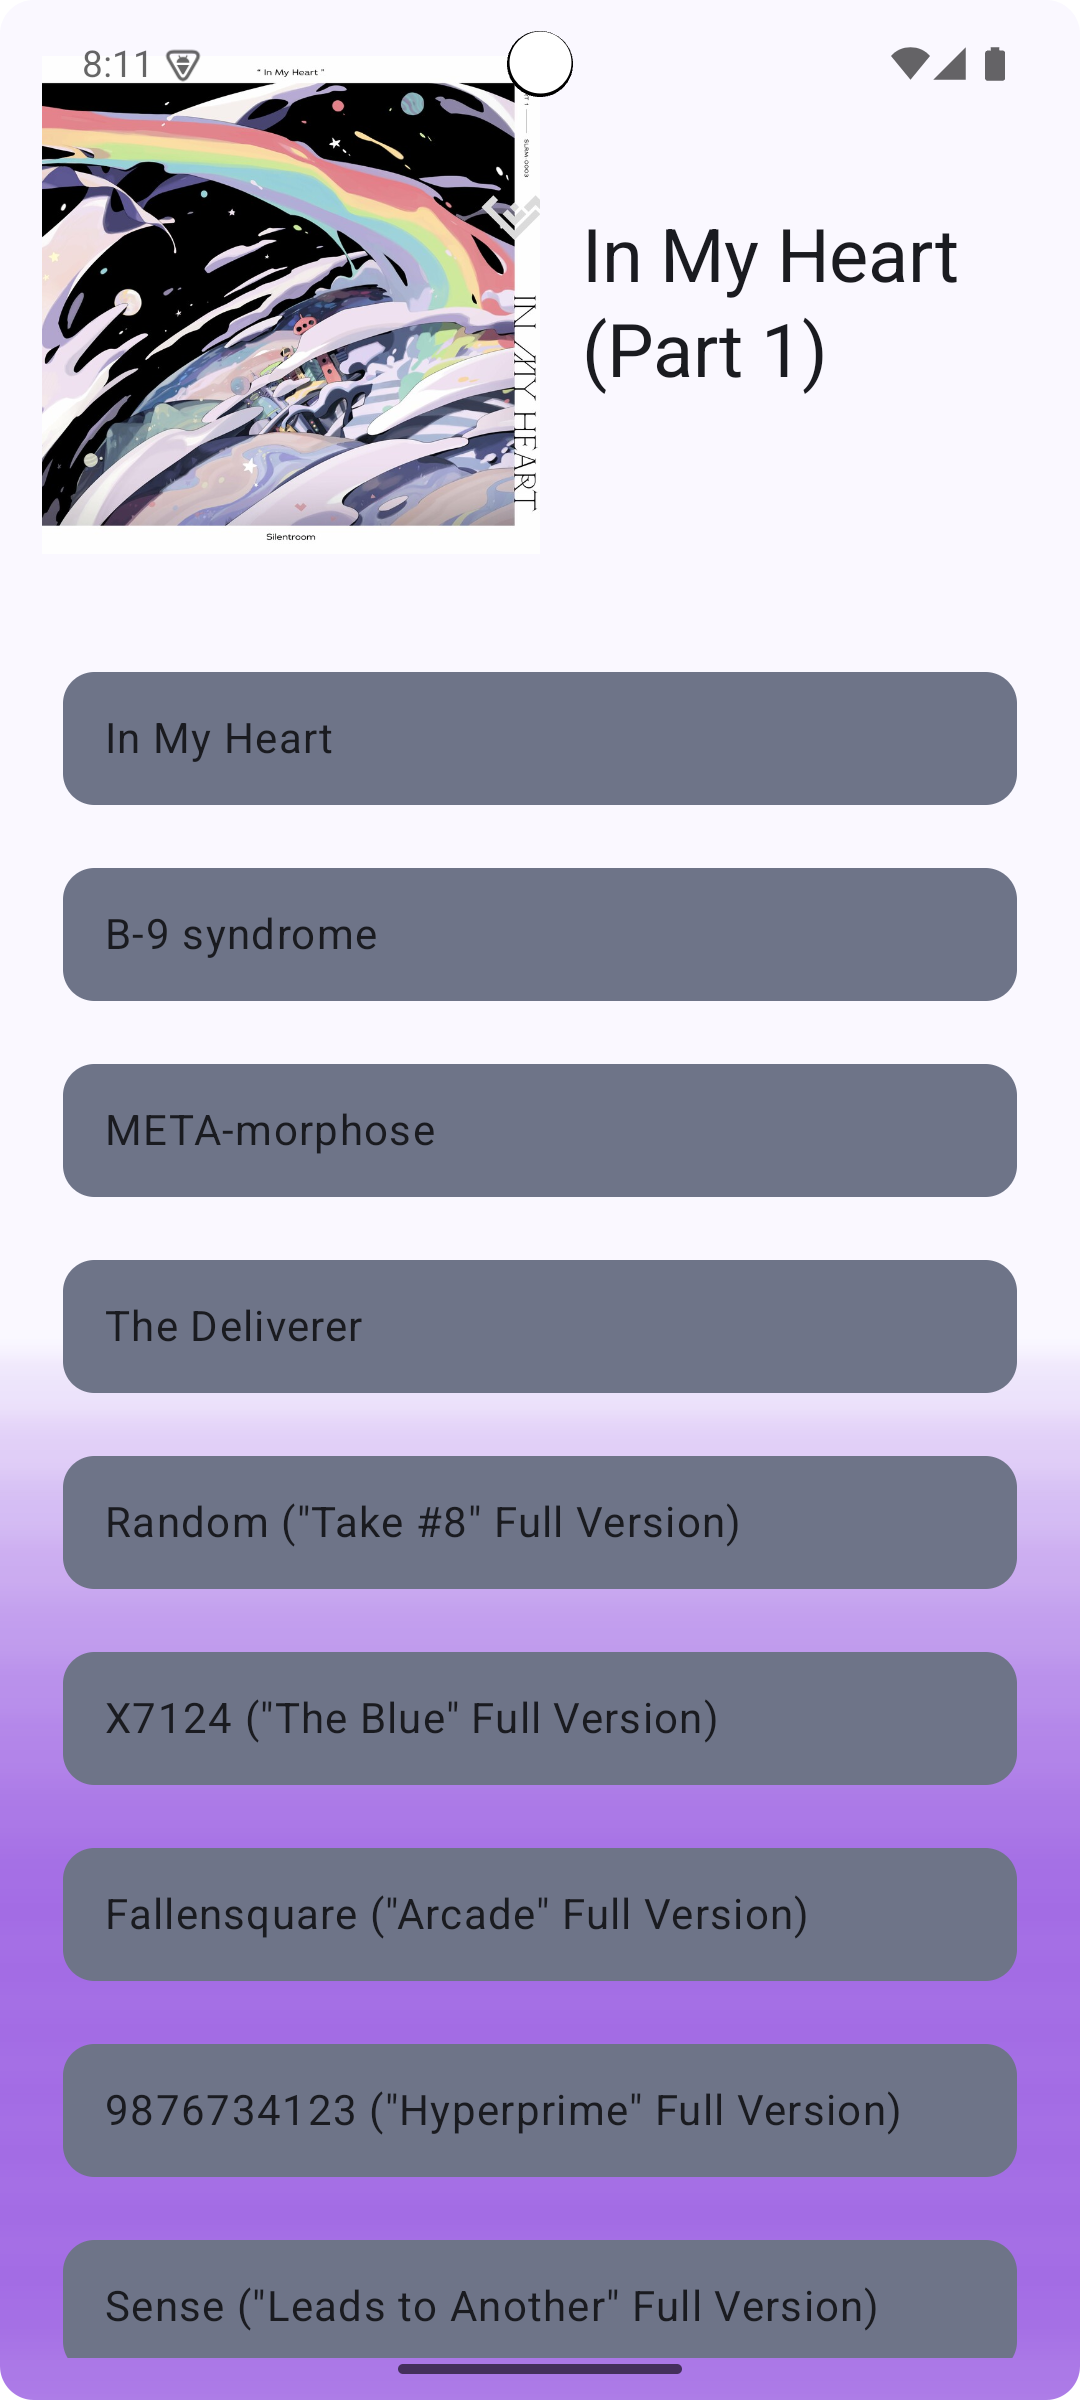 8:11
" In My Heart "
SLRM 0003
IN MY HEART
Silentroom
In My Heart
(Part 1)
In My Heart
B-9 syndrome
META-morphose
The Deliverer
Random ("Take #8" Full Version)
X7124 ("The Blue" Full Version)
Fallensquare ("Arcade" Full Version)
9876734123 ("Hyperprime" Full Version)
Sense ("Leads to Another" Full Version)